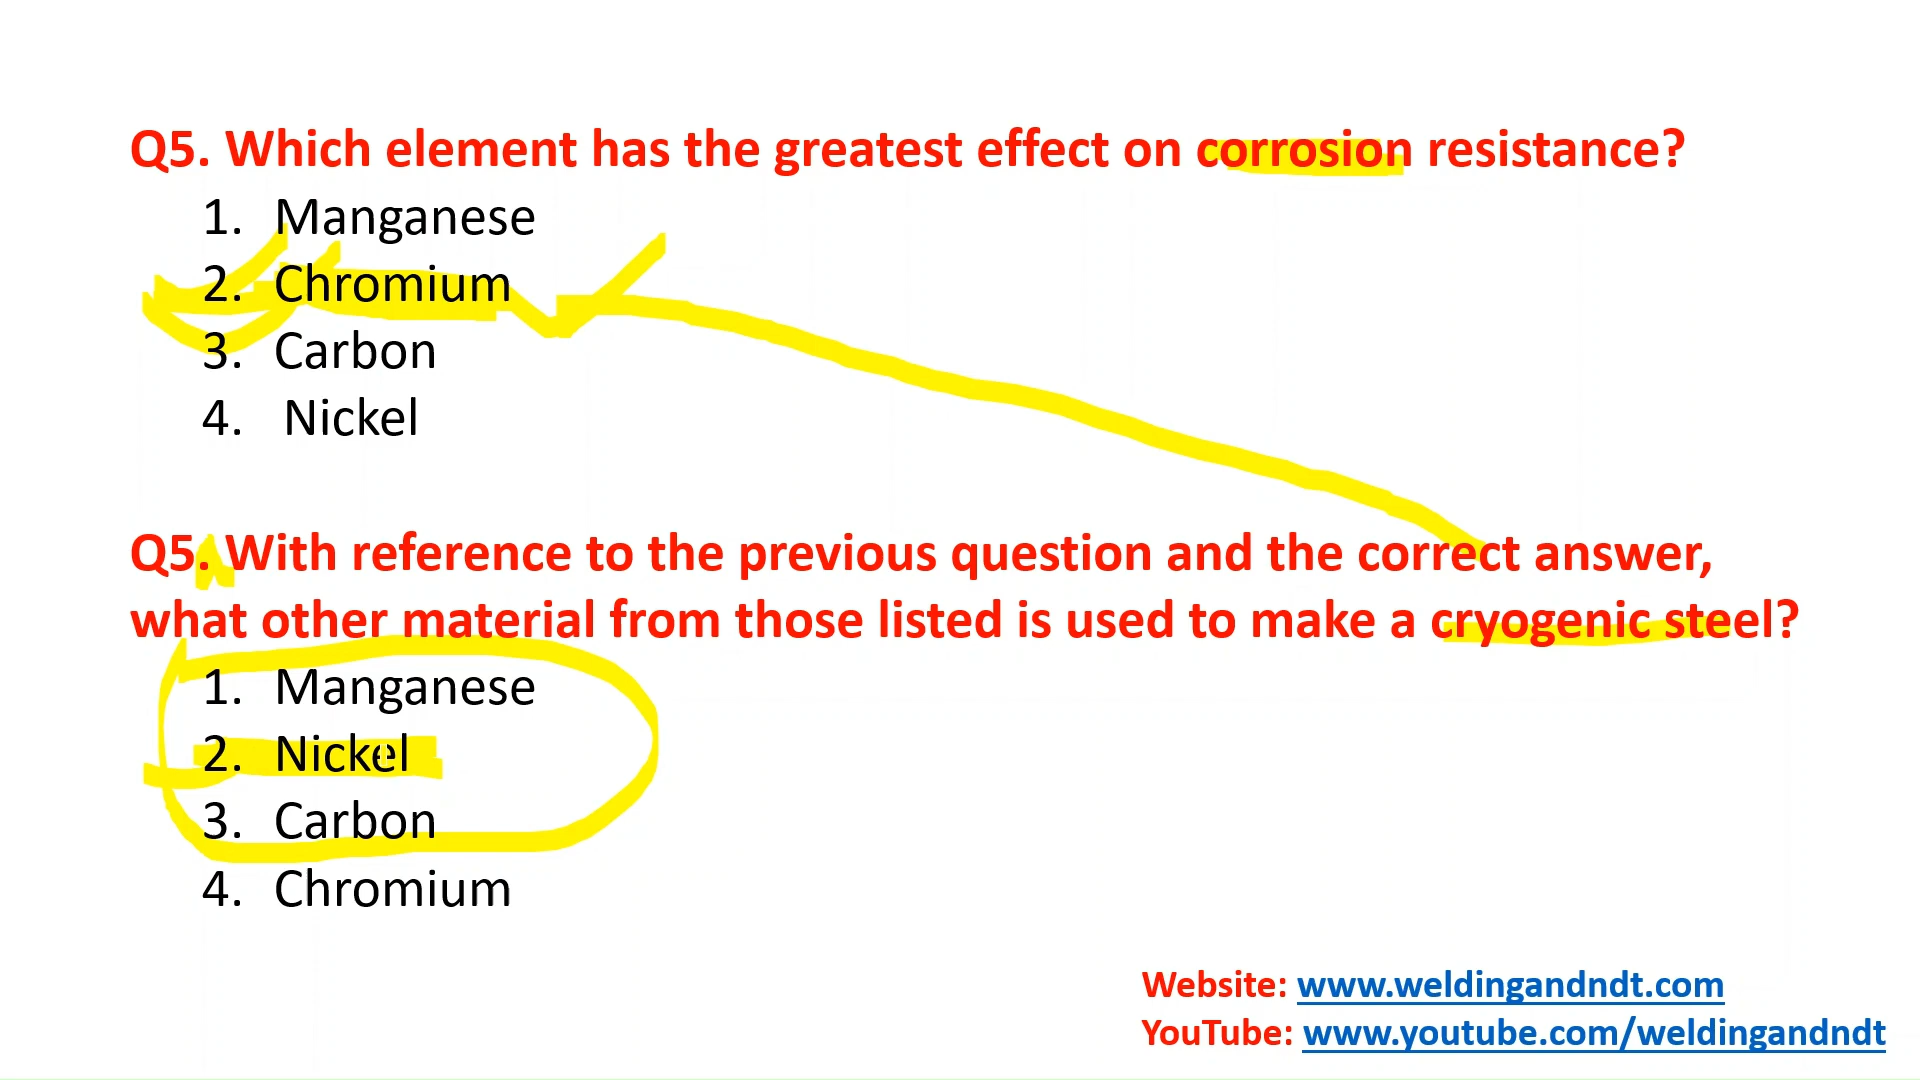 Q5. Which element has the greatest effect on corrosion resistance?
1. Manganese
2. Chromium
3. Carbon
4. Nickel
Q5. With reference to the previous question and the correct answer,
what other material from those listed is used to make a cryogenic steel?
1. Manganese
2. Nickel
3. Carbon
4. Chromium
Website: www.weldingandndt.com
YouTube: www.youtube.com/weldingandndt